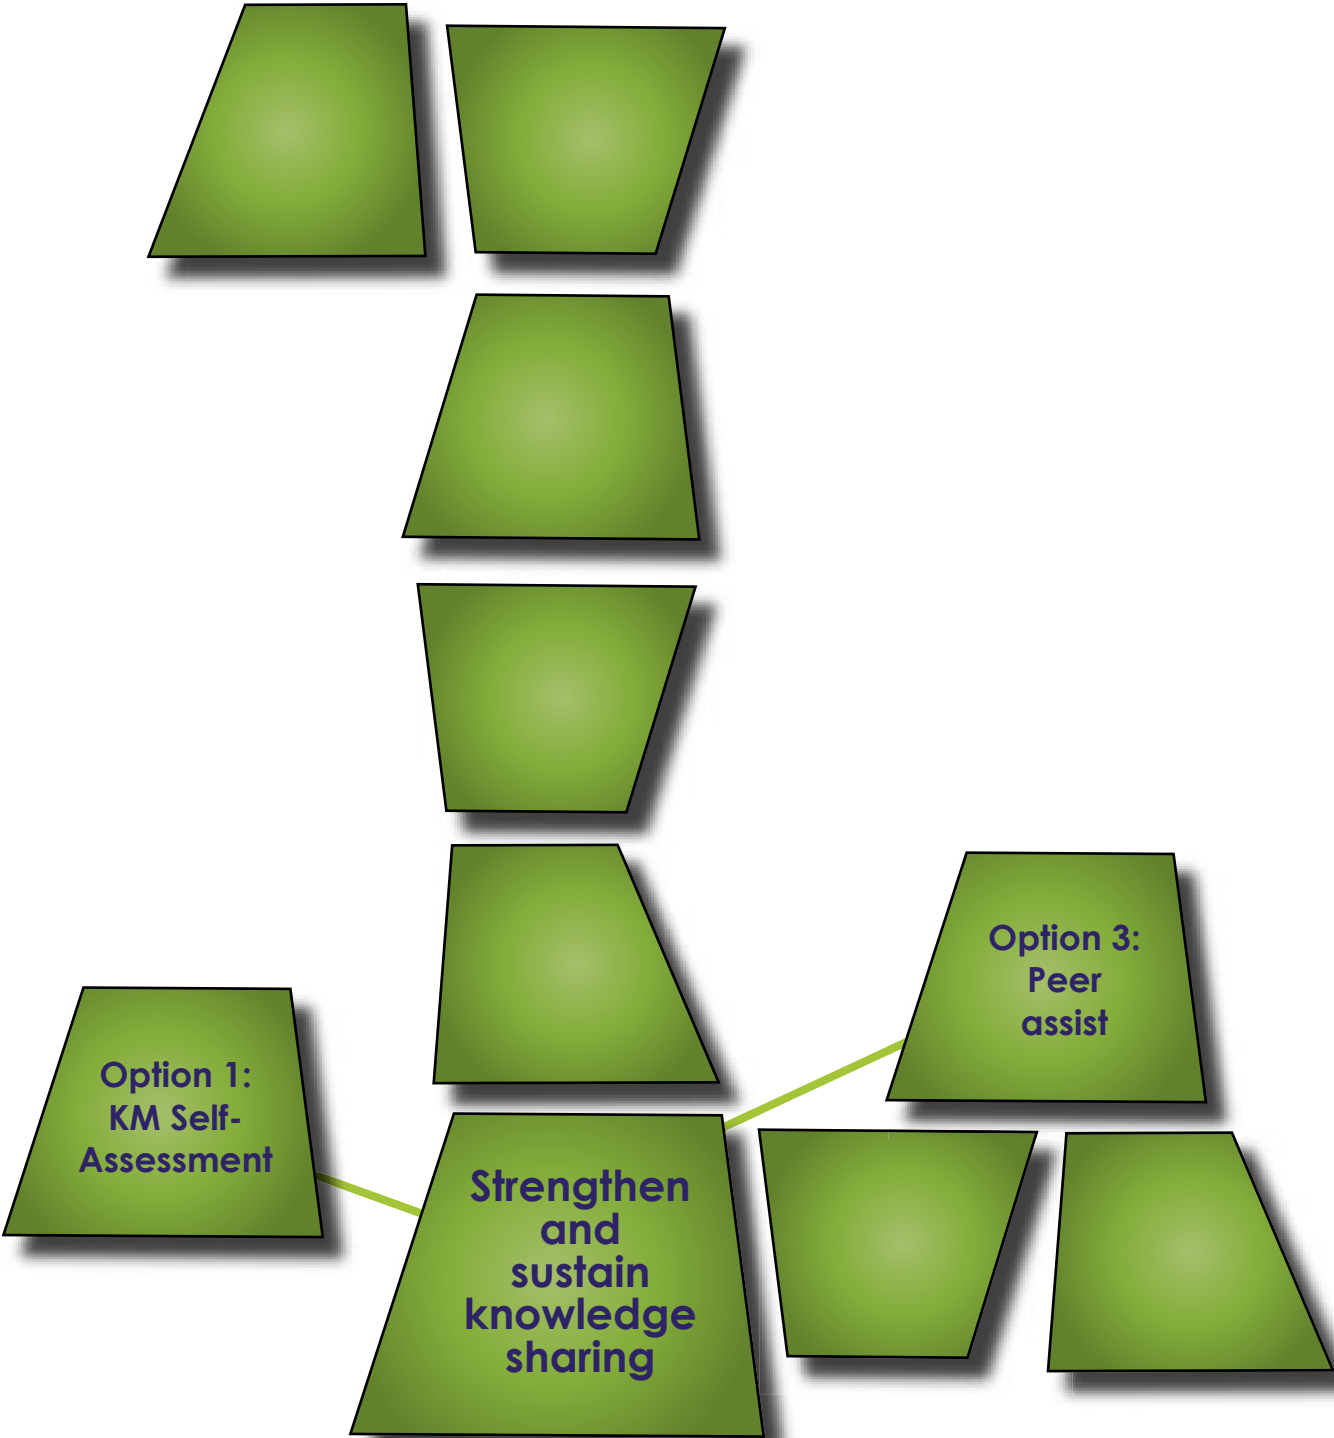 Option 3:
Peer
assist
Option 1:
KM Self-
Assessment
Strengthen
and
sustain
knowledge
sharing